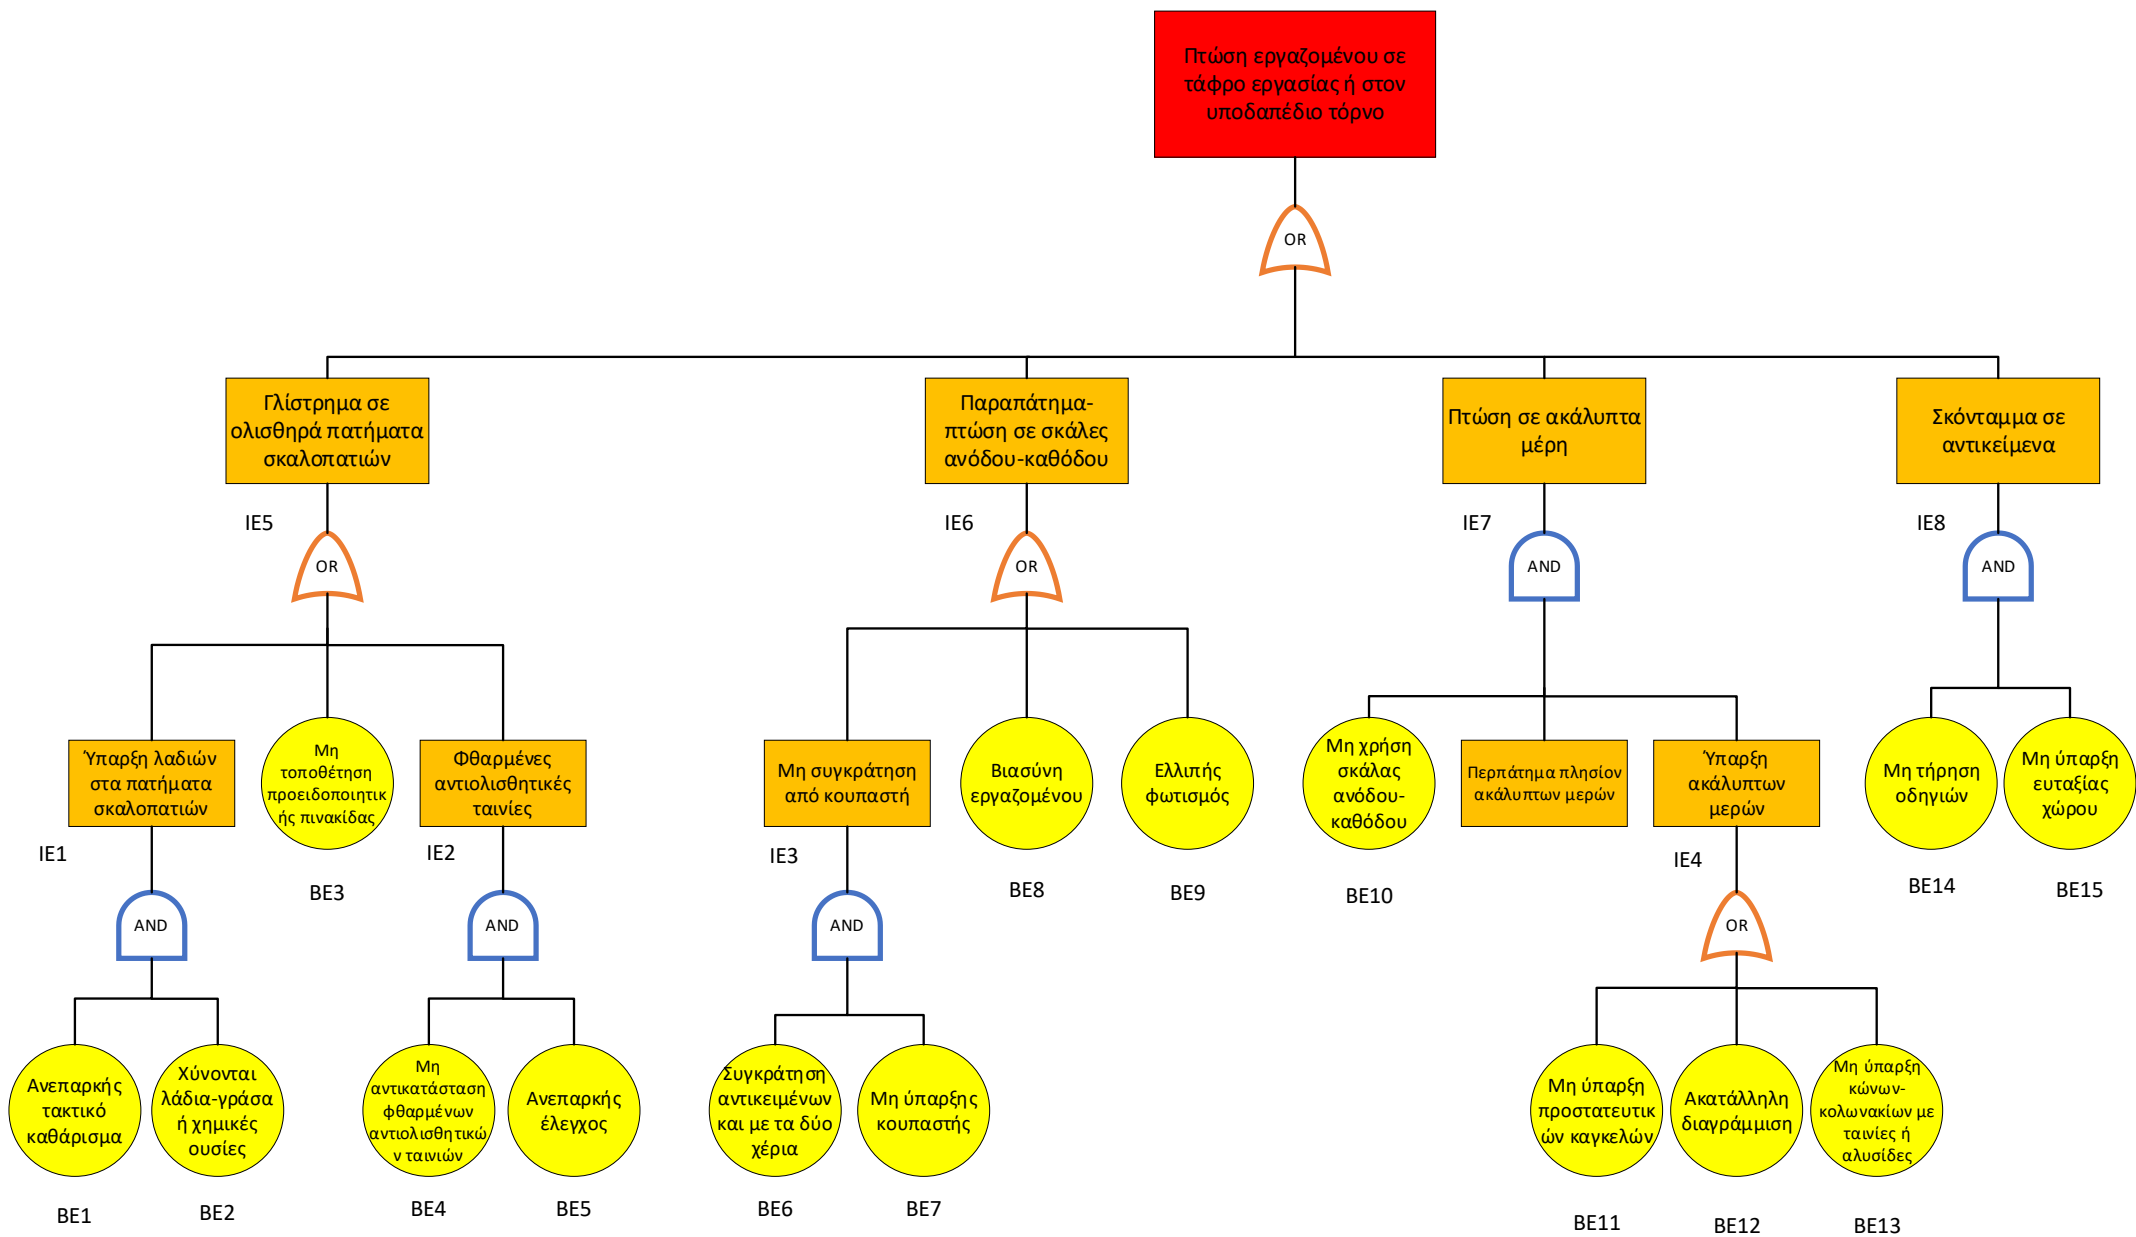 Πτώση εργαζομένου σε
τάφρο εργασίας ή στον
υποδαπέδιο τόρνο
OR
Γλίστρημα σε
ολισθηρά πατήματα
σκαλοπατιών
Παραπάτημα-
πτώση σε σκάλες
ανόδου-καθόδου
Πτώση σε ακάλυπτα
μέρη
Σκόνταμμα σε
αντικείμενα
IE5
IE6
IE7
IE8
OR
OR
AND
AND
Ύπαρξη λαδιών
στα πατήματα
σκαλοπατιών
Μη
τοποθέτηση
προειδοποιητικ
ής πινακίδας
Φθαρμένες
αντιολισθητικές
ταινίες
Μη συγκράτηση
από κουπαστή
Βιασύνη
εργαζομένου
Ελλιπής
φωτισμός
Μη χρήση
σκάλας
ανόδου-
καθόδου
Περπάτημα πλησίον
ακάλυπτων μερών
Ύπαρξη
ακάλυπτων
μερών
Μη τήρηση
οδηγιών
Μη ύπαρξη
ευταξίας
χώρου
IE1
BE3
IE2
IE3
BE8
BE9
BE10
IE4
BE14
BE15
AND
AND
AND
OR
Ανεπαρκής
τακτικό
καθάρισμα
Χύνονται
λάδια-γράσα
ή χημικές
ουσίες
Μη
αντικατάσταση
φθαρμένων
αντιολισθητικώ
ν ταινιών
Ανεπαρκής
έλεγχος
Συγκράτηση
αντικειμένων
και με τα δύο
χέρια
Μη ύπαρξης
κουπαστής
Μη ύπαρξη
προστατευτικ
ών καγκελών
Ακατάλληλη
διαγράμμιση
Μη ύπαρξη
κώνων-
κολωνακίων με
ταινίες ή
αλυσίδες
BE1
BE2
BE4
BE5
BE6
BE7
BE11
BE12
BE13